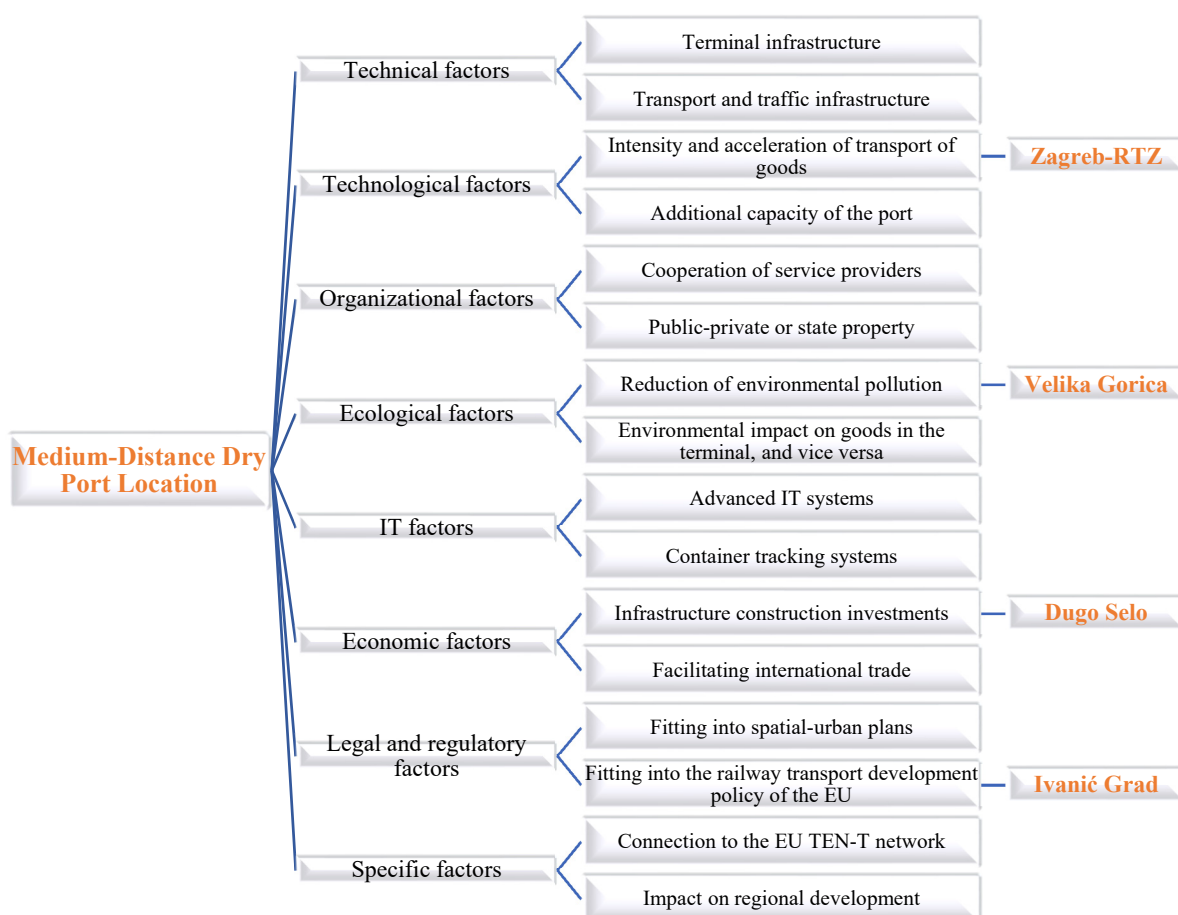 Medium-Distance Dry
Port Location
Technical factors
Terminal infrastructure
Transport and traffic infrastructure
Technological factors
Intensity and acceleration of transport of
goods
Zagreb-RTZ
Additional capacity of the port
Organizational factors
Cooperation of service providers
Public-private or state property
Ecological factors
Reduction of environmental pollution
Velika Gorica
Environmental impact on goods in the
terminal, and vice versa
IT factors
Advanced IT systems
Container tracking systems
Economic factors
Infrastructure construction investments
Dugo Selo
Facilitating international trade
Legal and regulatory
factors
Fitting into spatial-urban plans
Fitting into the railway transport development
policy of the EU
Ivanić Grad
Specific factors
Connection to the EU TEN-T network
Impact on regional development